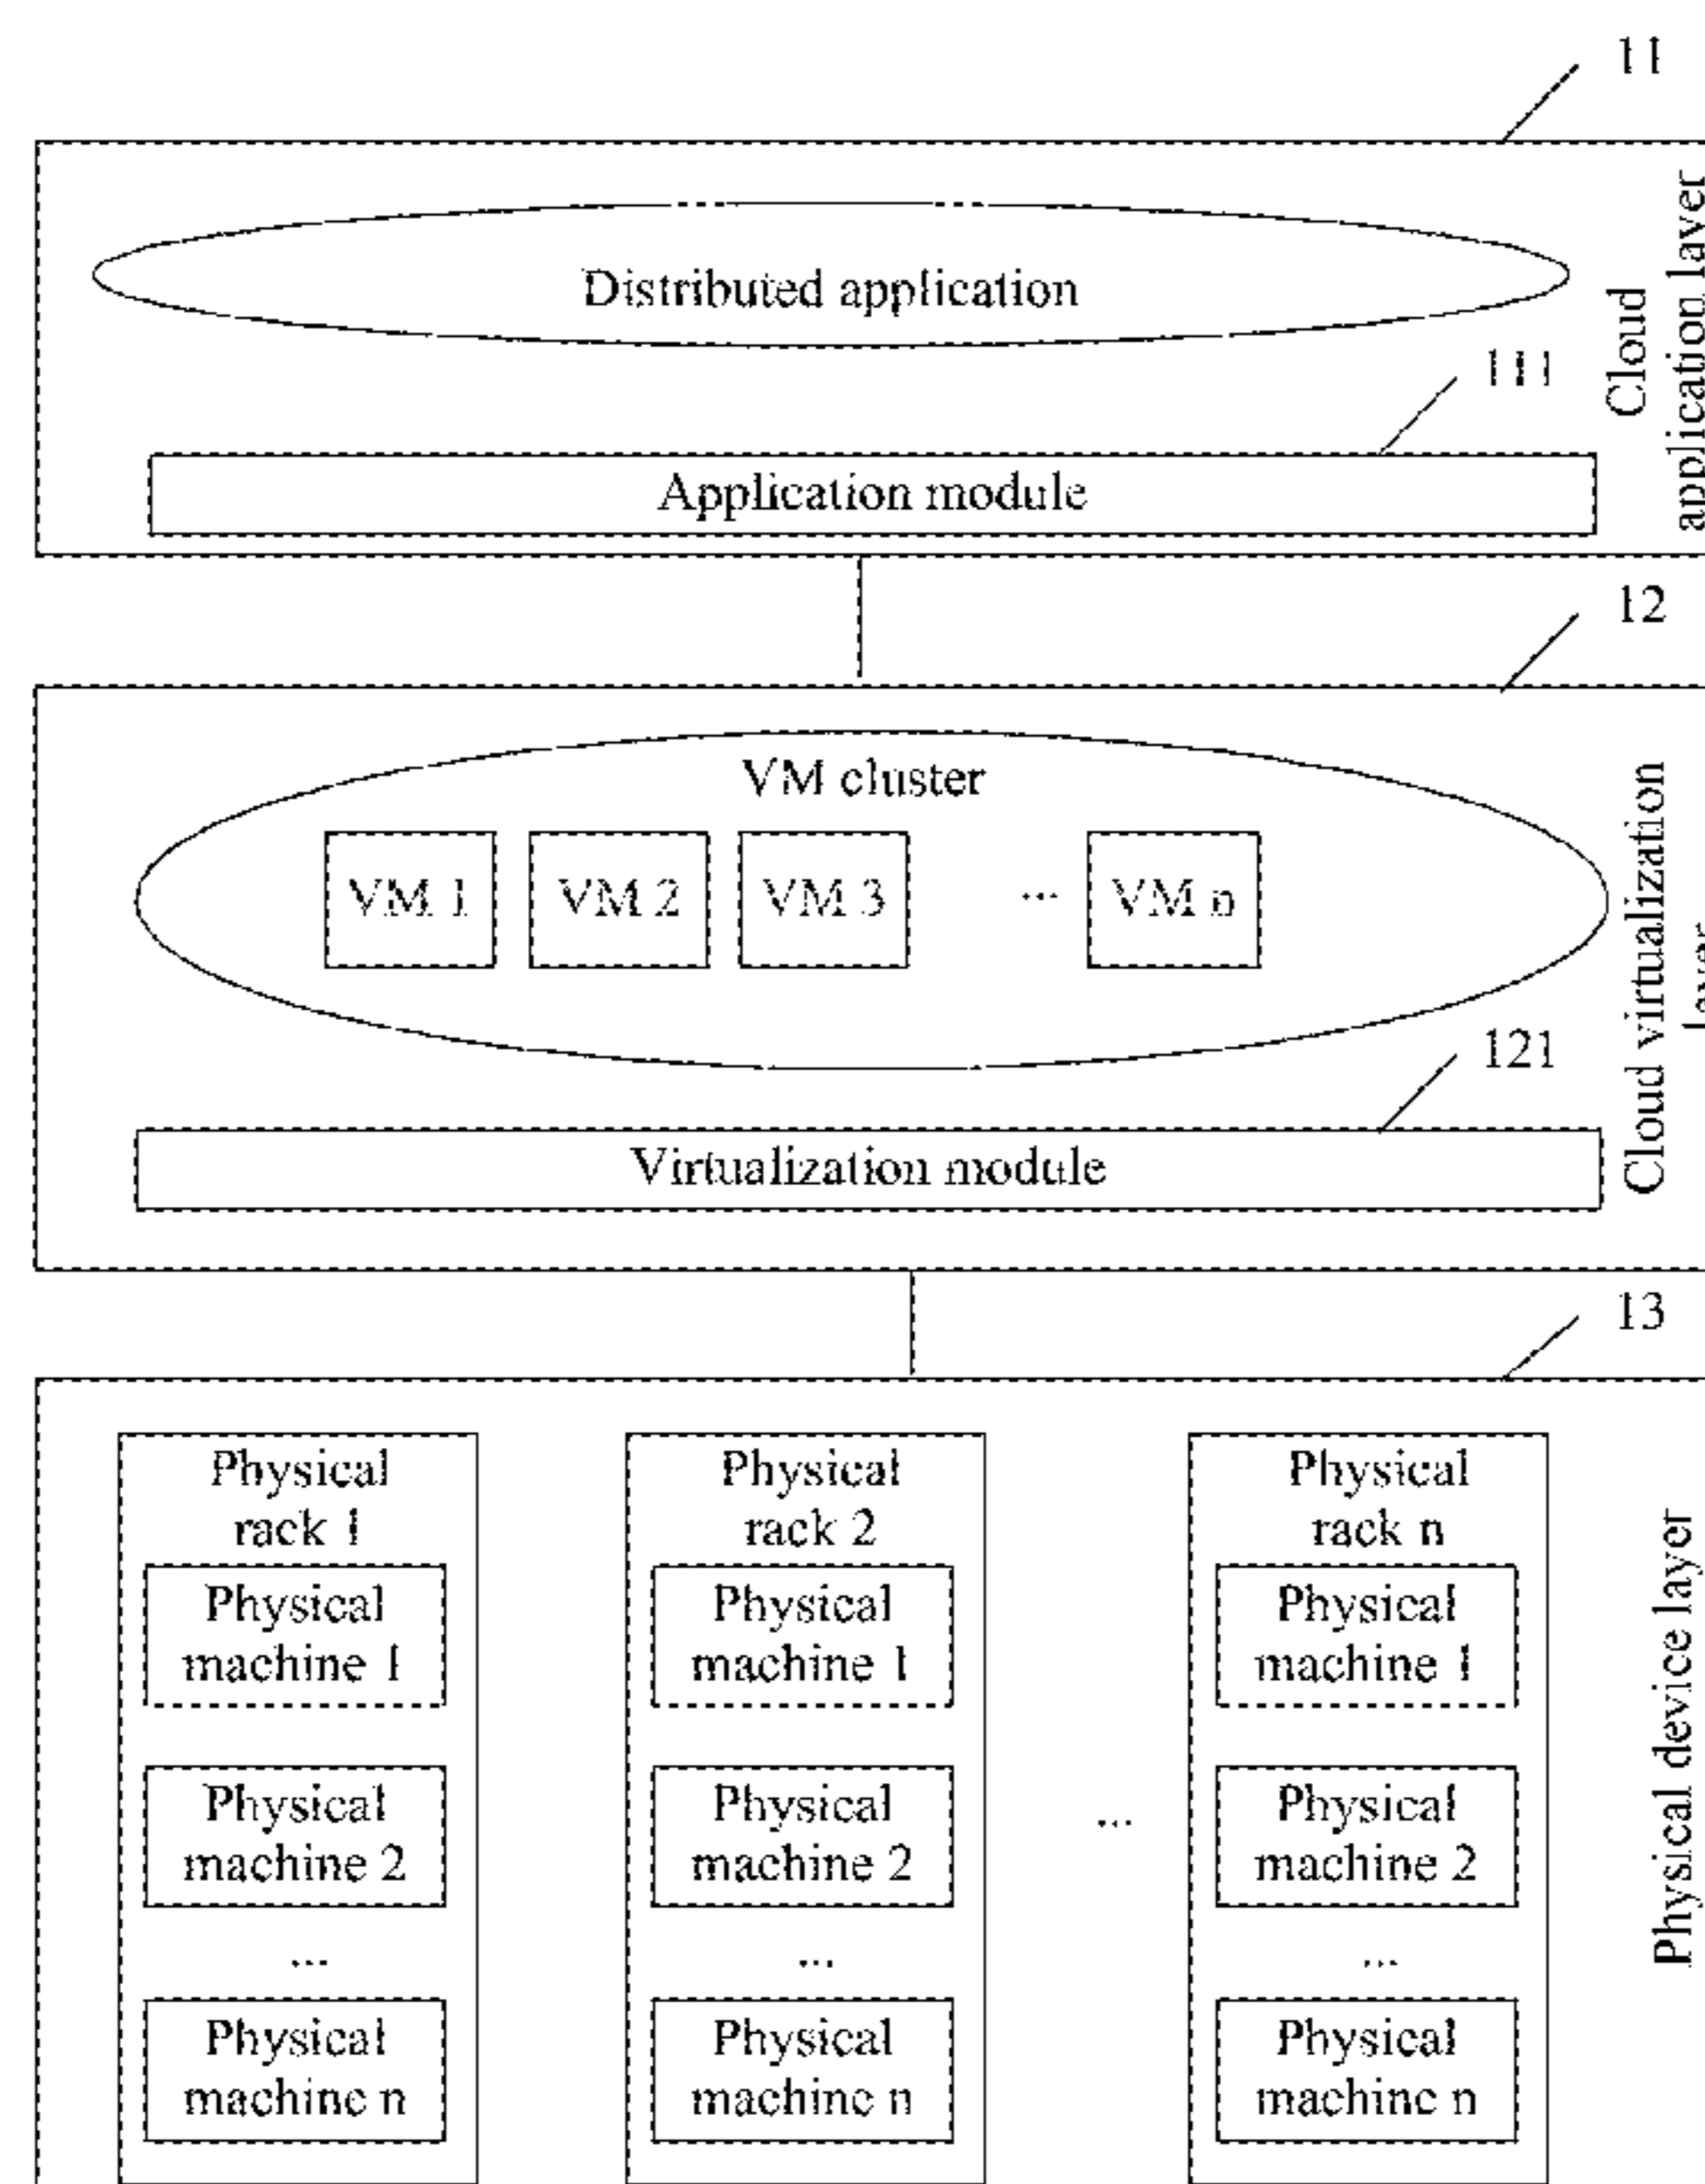 11
Distributed application
Cloud
application layer
111
Application module
12
VM cluster
VM 1
VM 2
VM 3
...
VM n
Cloud virtualization
layer
121
Virtualization module
13
Physical
rack 1
Physical
machine 1
Physical
machine 2
...
Physical
machine n
Physical
rack 2
Physical
machine 1
Physical
machine 2
...
Physical
machine n
...
Physical
rack n
Physical
machine 1
Physical
machine 2
...
Physical
machine n
Physical device layer